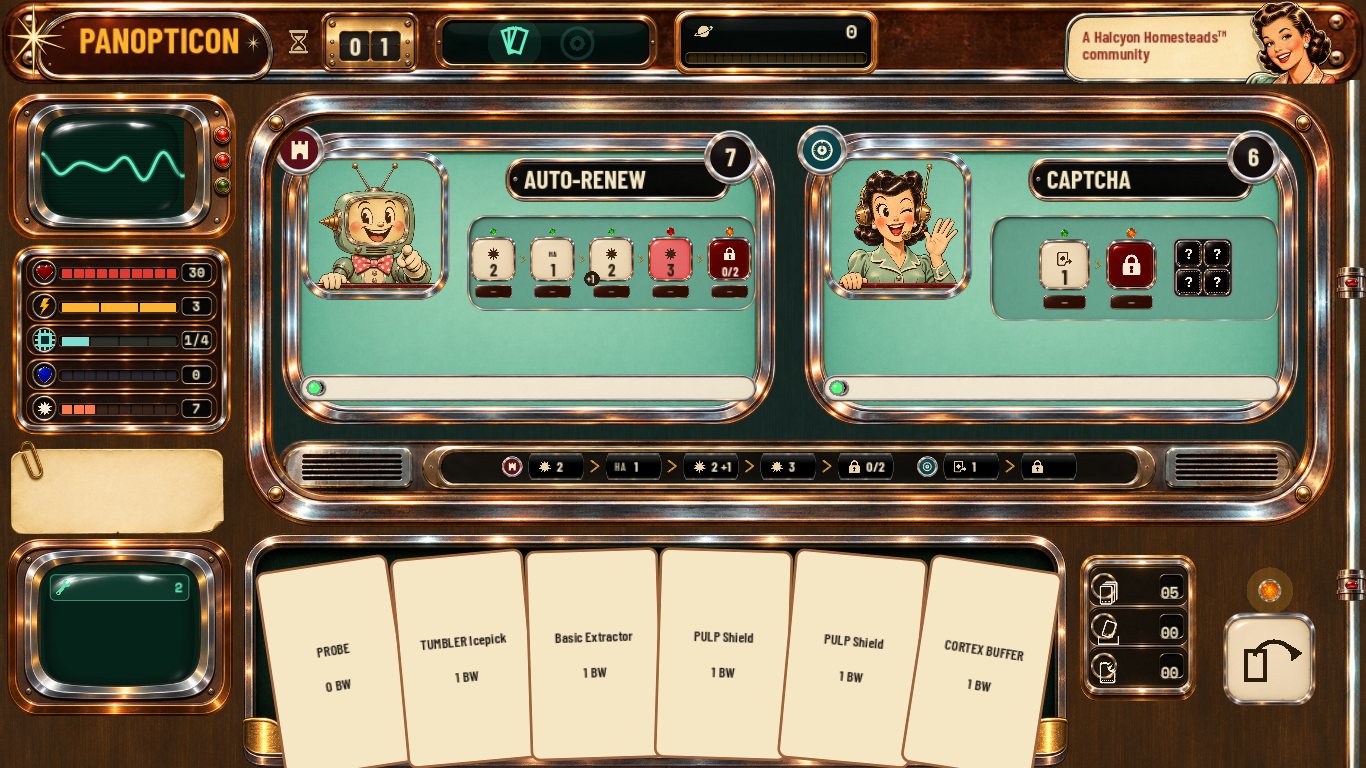 PANOPTICON
0 1
0
A Halcyon Homesteads™
community
7
AUTO-RENEW
2
HA
1
+1
2
3
0/2
6
CAPTCHA
1
? ?
? ?
30
3
1/4
0
7
2
HA 1
2 +1
3
0/2
1
2
PROBE
0 BW
TUMBLER Icepick
1 BW
Basic Extractor
1 BW
PULP Shield
1 BW
PULP Shield
1 BW
CORTEX BUFFER
1 BW
05
00
00